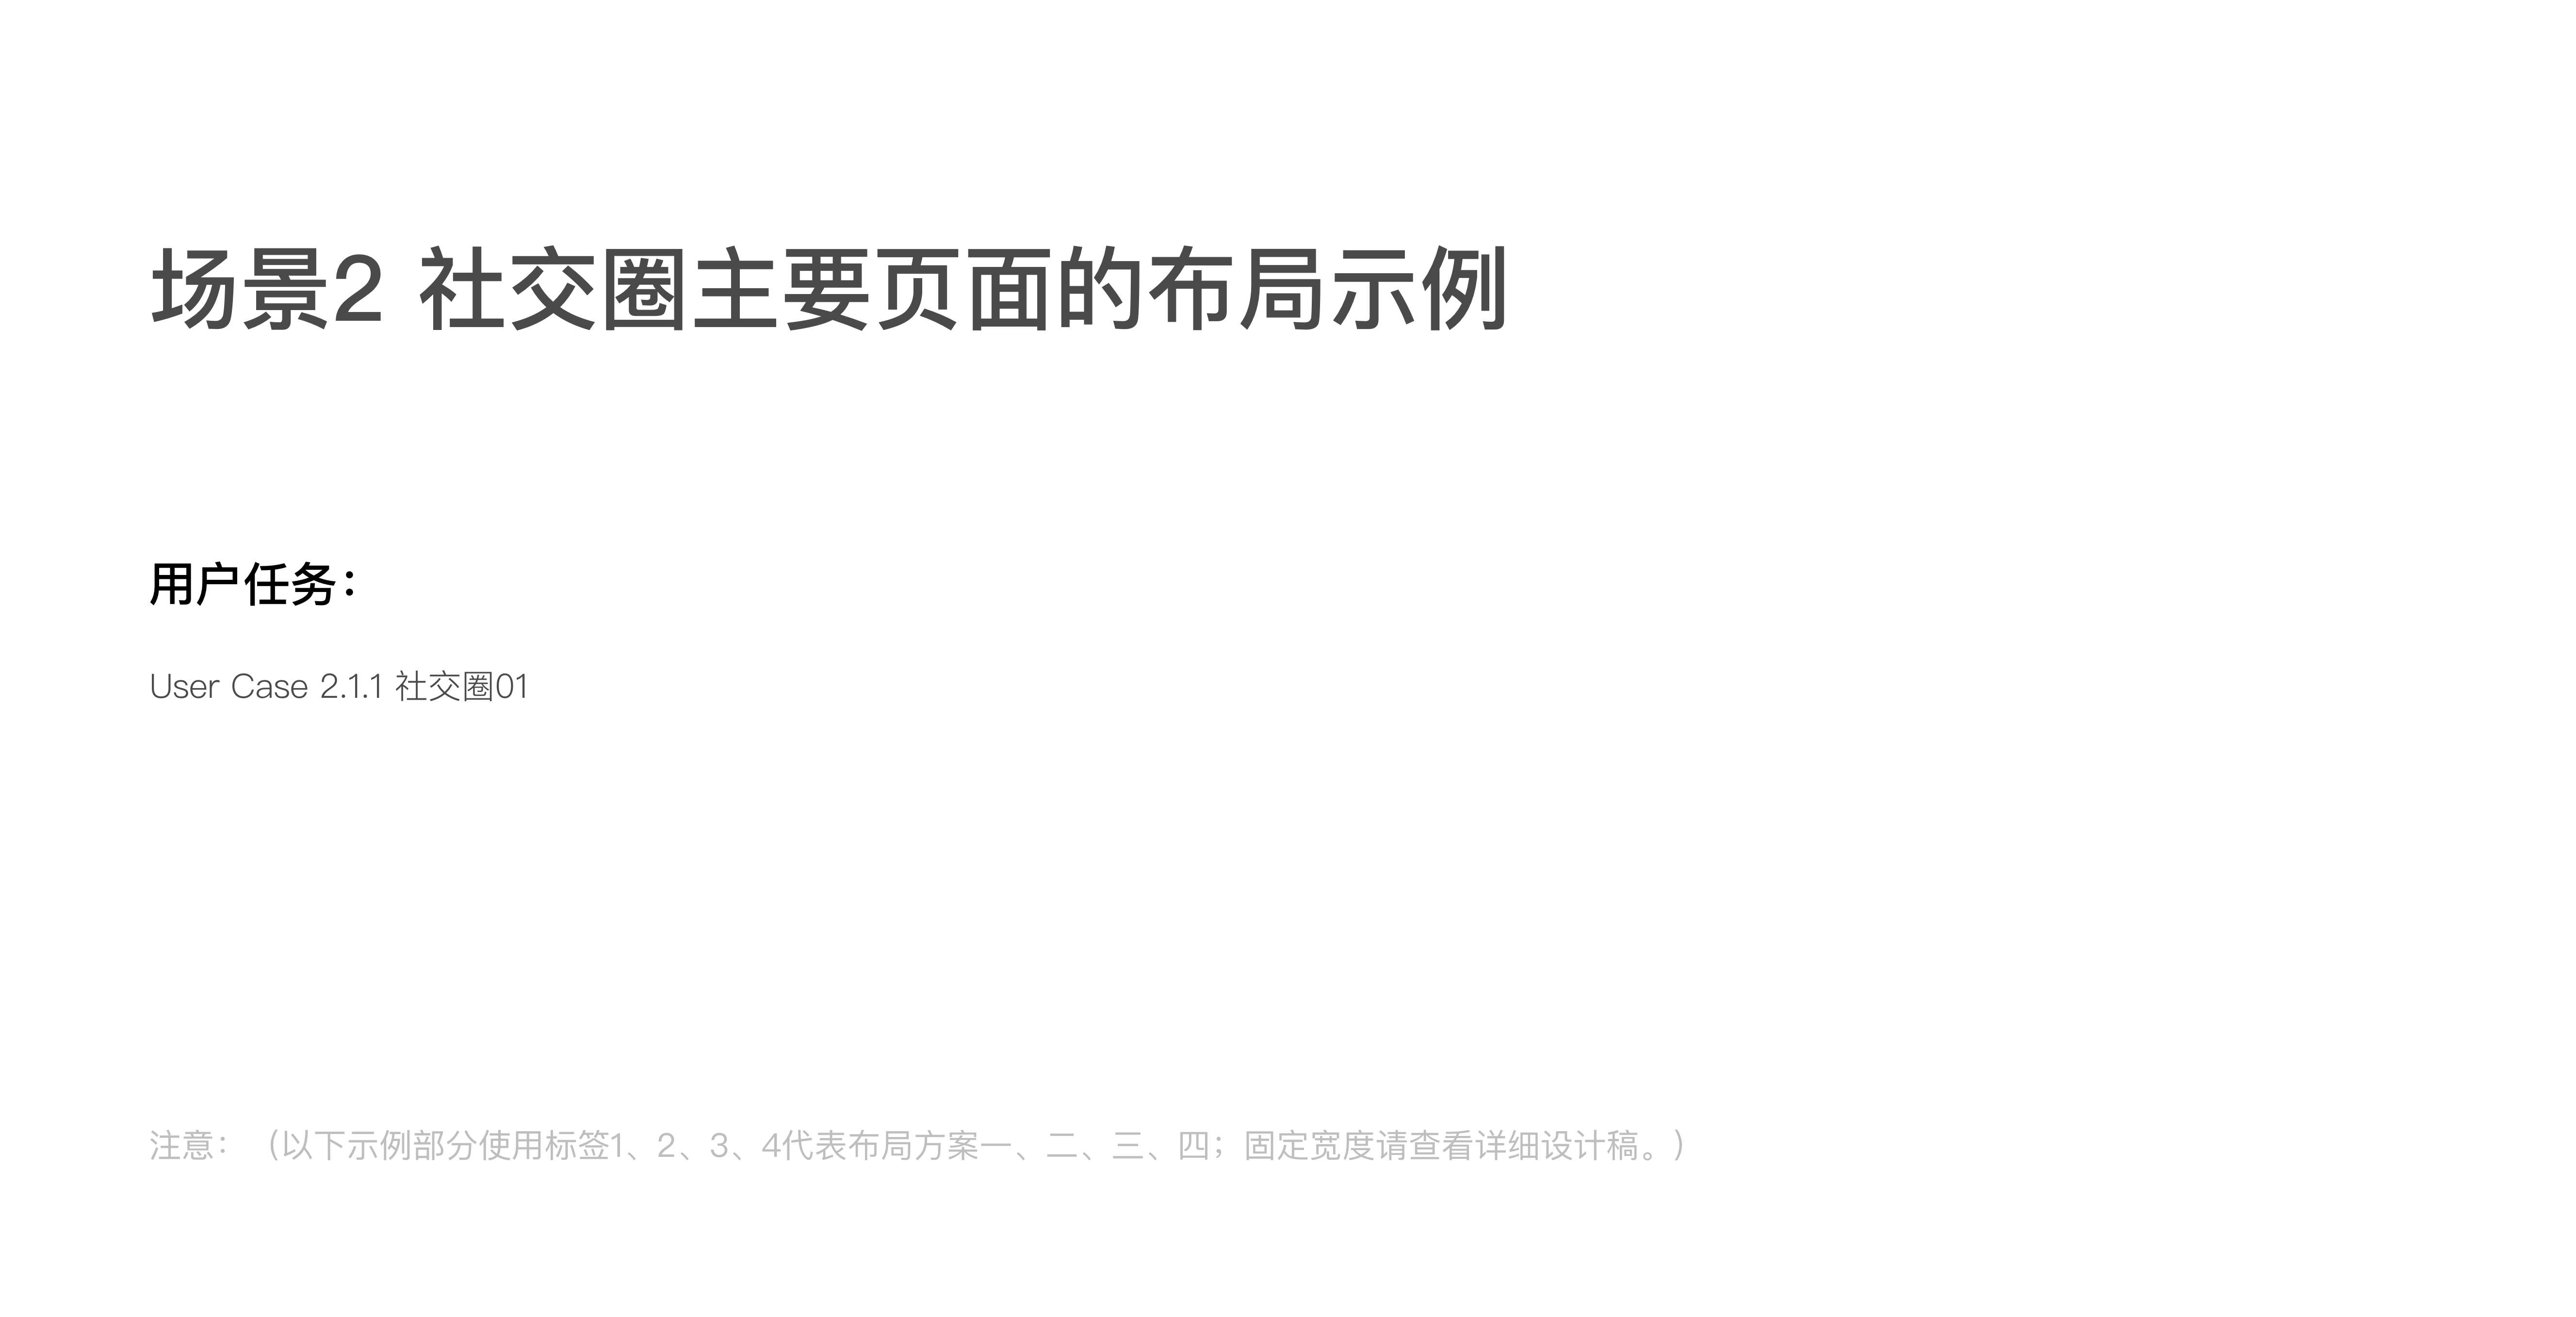 场景2 社交圈主要页面的布局示例
用户任务：
User Case 2.1.1 社交圈01
注意：（以下示例部分使用标签1、2、3、4代表布局方案一、二、三、四；固定宽度请查看详细设计稿。）